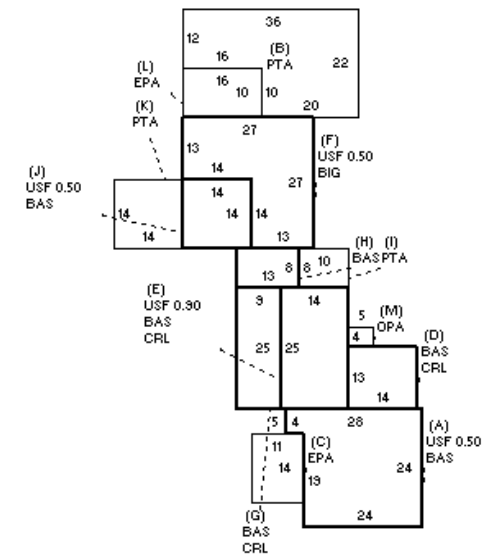 36
12
(B)
PTA
16
22
(L)
EPA
16
10
10
20
(K)
PTA
27
13
(F)
USF 0.50
BIG
14
(J)
USF 0.50
BAS
14
27
14
14
14
14
13
(H)
BAS
(I)
PTA
8
8
10
13
(E)
USF 0.90
BAS
CRL
9
14
5
(M)
OPA
4
(D)
BAS
CRL
25
25
13
14
5
4
28
(A)
USF 0.50
BAS
11
(C)
EPA
14
24
19
24
(G)
BAS
CRL